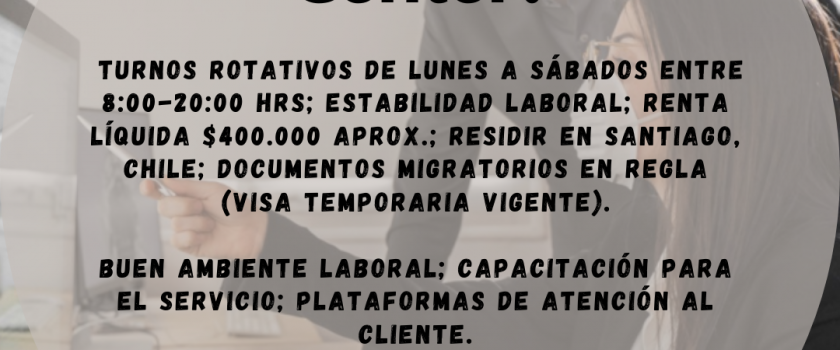 TURNOS ROTATIVOS DE LUNES A SÁBADOS ENTRE
8:00-20:00 HRS; ESTABILIDAD LABORAL; RENTA
LÍQUIDA $400.000 APROX.; RESIDIR EN SANTIAGO,
CHILE; DOCUMENTOS MIGRATORIOS EN REGLA
(VISA TEMPORARIA VIGENTE).
BUEN AMBIENTE LABORAL; CAPACITACIÓN PARA
EL SERVICIO; PLATAFORMAS DE ATENCIÓN AL
CLIENTE.